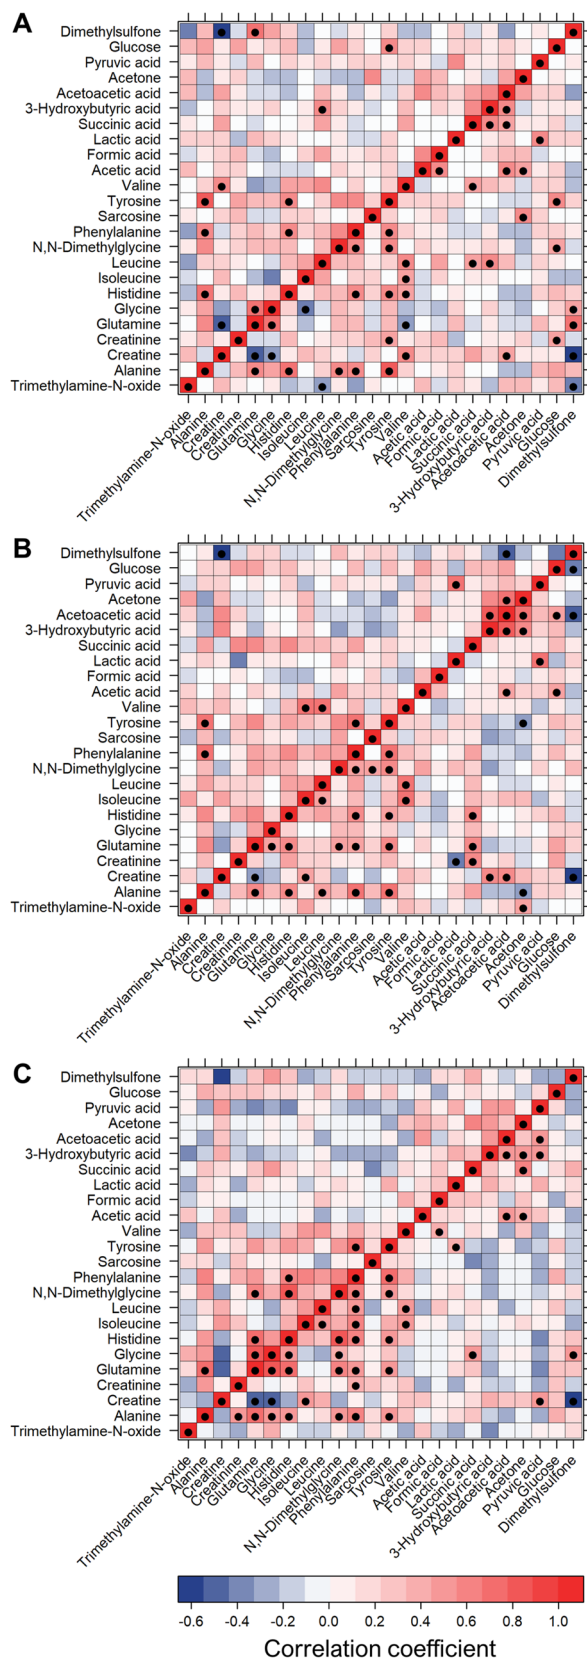 A
Dimethylsulfone
Glucose
Pyruvic acid
Acetone
Acetoacetic acid
3-Hydroxybutyric acid
Succinic acid
Lactic acid
Formic acid
Acetic acid
Valine
Tyrosine
Sarcosine
Phenylalanine
N,N-Dimethylglycine
Leucine
Isoleucine
Histidine
Glycine
Glutamine
Creatinine
Creatine
Alanine
Trimethylamine-N-oxide
Trimethylamine-N-oxide
Alanine
Creatine
Creatinine
Glutamine
Glycine
Histidine
Isoleucine
Leucine
N,N-Dimethylglycine
Phenylalanine
Sarcosine
Tyrosine
Valine
Acetic acid
Formic acid
Lactic acid
Succinic acid
3-Hydroxybutyric acid
Acetoacetic acid
Acetone
Pyruvic acid
Glucose
Dimethylsulfone
B
Dimethylsulfone
Glucose
Pyruvic acid
Acetone
Acetoacetic acid
3-Hydroxybutyric acid
Succinic acid
Lactic acid
Formic acid
Acetic acid
Valine
Tyrosine
Sarcosine
Phenylalanine
N,N-Dimethylglycine
Leucine
Isoleucine
Histidine
Glycine
Glutamine
Creatinine
Creatine
Alanine
Trimethylamine-N-oxide
Trimethylamine-N-oxide
Alanine
Creatine
Creatinine
Glutamine
Glycine
Histidine
Isoleucine
Leucine
N,N-Dimethylglycine
Phenylalanine
Sarcosine
Tyrosine
Valine
Acetic acid
Formic acid
Lactic acid
Succinic acid
3-Hydroxybutyric acid
Acetoacetic acid
Acetone
Pyruvic acid
Glucose
Dimethylsulfone
C
Dimethylsulfone
Glucose
Pyruvic acid
Acetone
Acetoacetic acid
3-Hydroxybutyric acid
Succinic acid
Lactic acid
Formic acid
Acetic acid
Valine
Tyrosine
Sarcosine
Phenylalanine
N,N-Dimethylglycine
Leucine
Isoleucine
Histidine
Glycine
Glutamine
Creatinine
Creatine
Alanine
Trimethylamine-N-oxide
Trimethylamine-N-oxide
Alanine
Creatine
Creatinine
Glutamine
Glycine
Histidine
Isoleucine
Leucine
N,N-Dimethylglycine
Phenylalanine
Sarcosine
Tyrosine
Valine
Acetic acid
Formic acid
Lactic acid
Succinic acid
3-Hydroxybutyric acid
Acetoacetic acid
Acetone
Pyruvic acid
Glucose
Dimethylsulfone
-0.6 -0.4 -0.2 0.0 0.2 0.4 0.6 0.8 1.0
Correlation coefficient